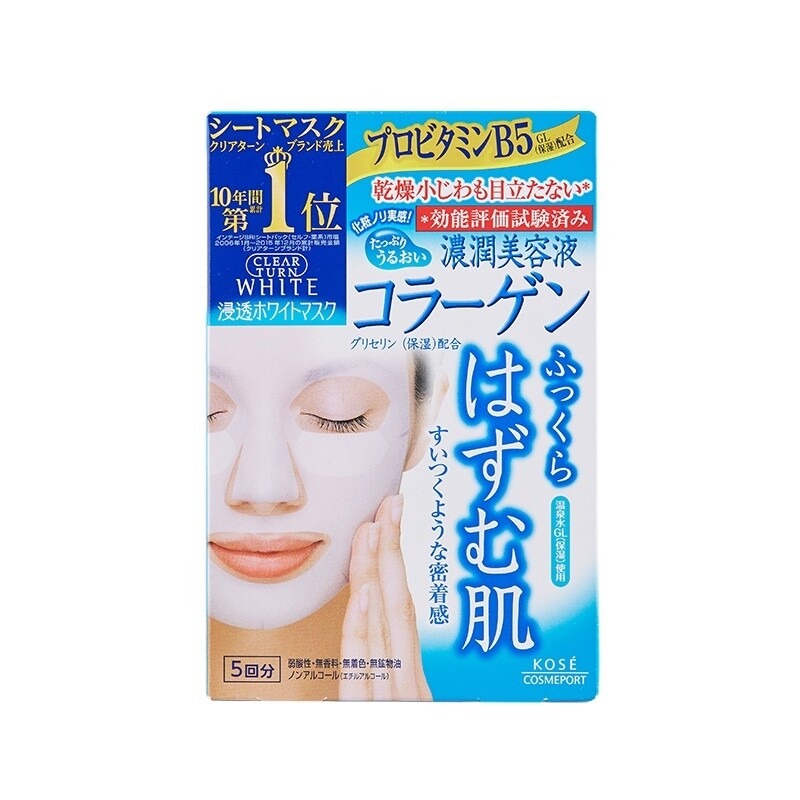 シートマスク
クリアターン ブランド売上
10年間
累計
第1位
インテージSRIシートパック(セルフ・業系)市場
2006年1月~2015年12月の累計販売金額
(クリアターンブランド計)
CLEAR
TURN
WHITE
浸透ホワイトマスク
プロビタミンB5
GL
(保湿)配合
乾燥小じわも目立たない*
*効能評価試験済み
化粧ノリ実感!
たっぷり
うるおい
濃潤美容液
コラーゲン
グリセリン(保湿)配合
ふっくら
はずむ肌
すいつくような密着感
温泉水GL(保湿)使用
5回分
弱酸性・無香料・無着色・無鉱物油
ノンアルコール(エチルアルコール)
KOSÉ
COSMEPORT